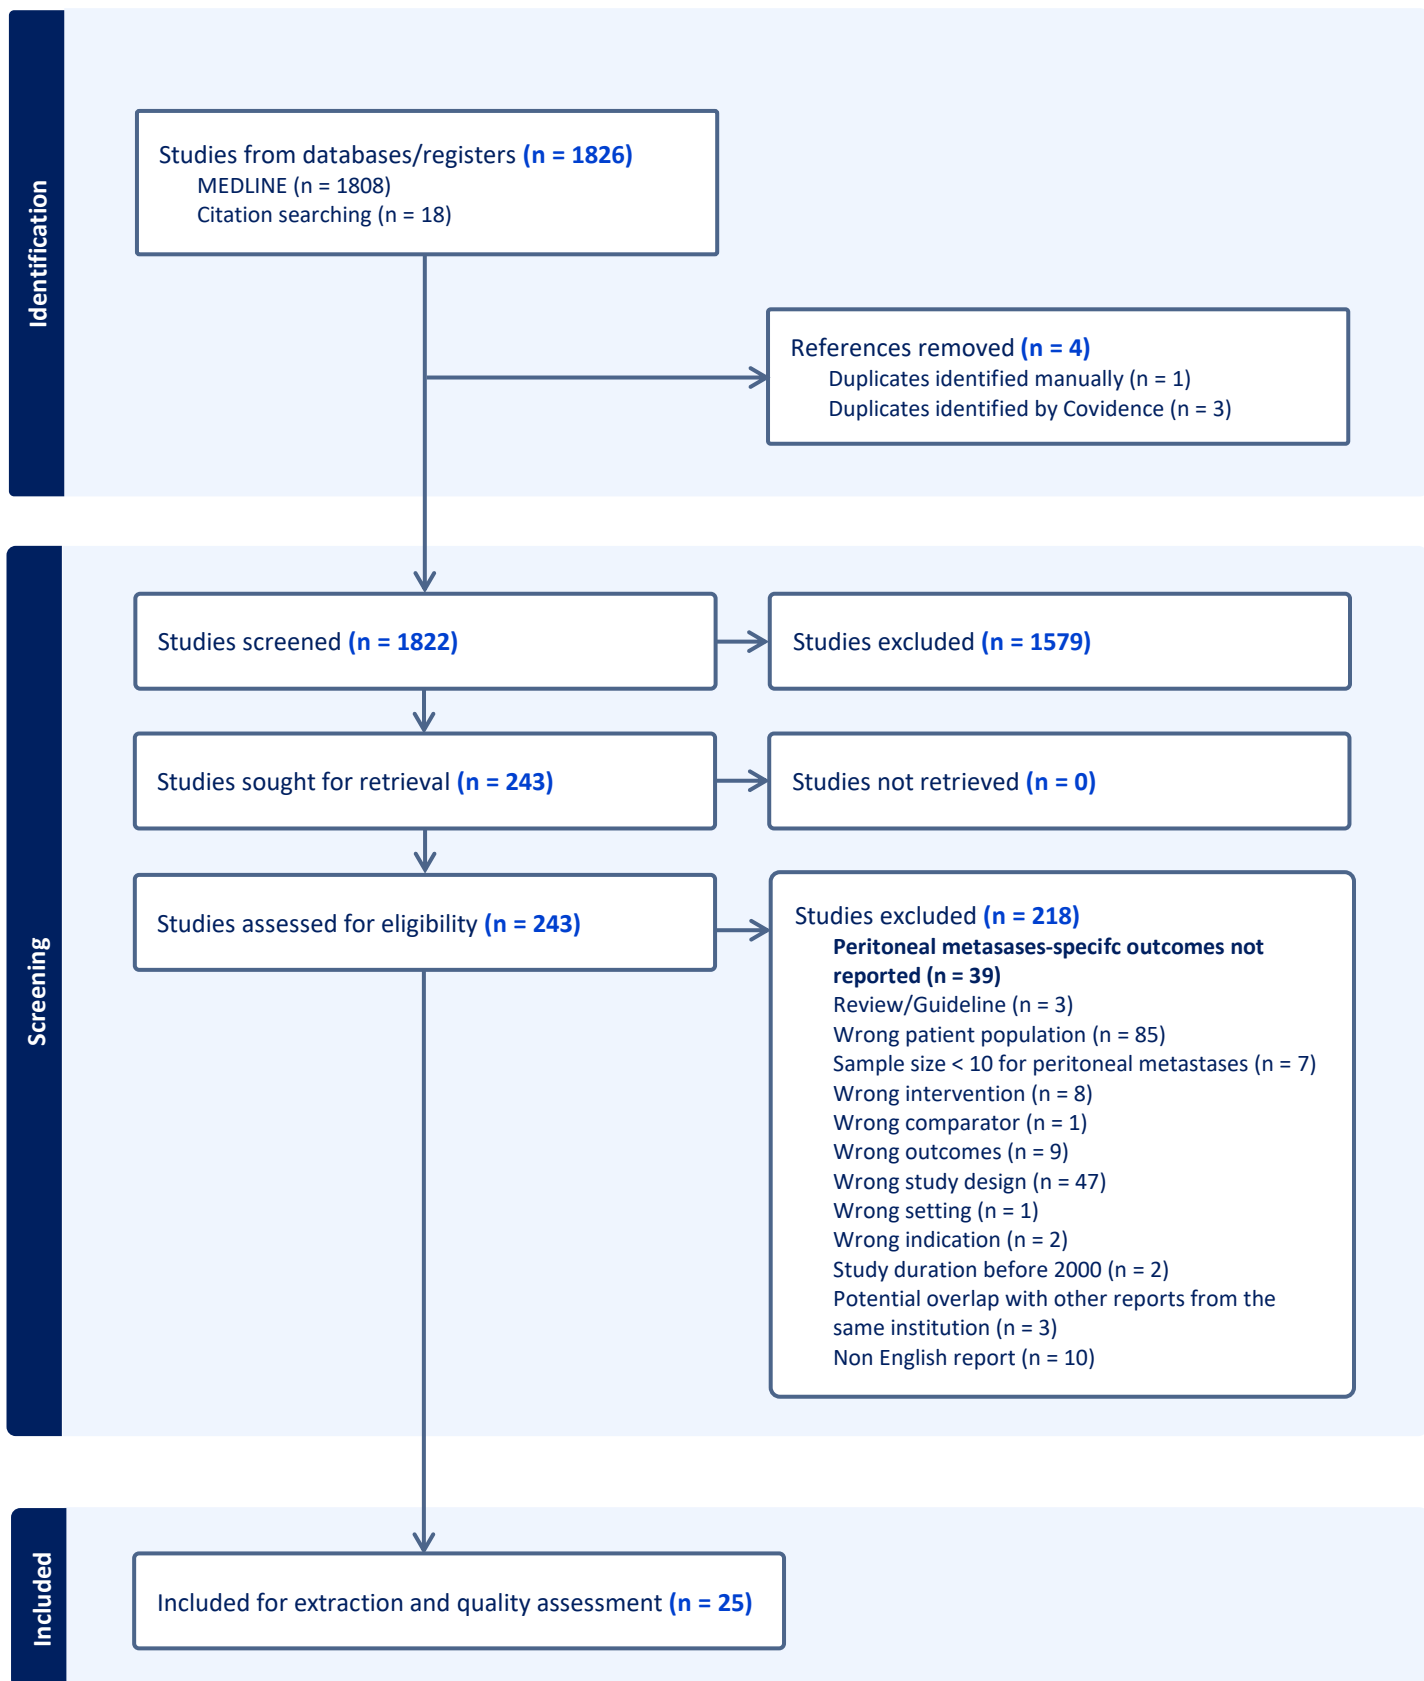 Identification
Studies from databases/registers (n = 1826)
MEDLINE (n = 1808)
Citation searching (n = 18)
References removed (n = 4)
Duplicates identified manually (n = 1)
Duplicates identified by Covidence (n = 3)
Screening
Studies screened (n = 1822)
Studies excluded (n = 1579)
Studies sought for retrieval (n = 243)
Studies not retrieved (n = 0)
Studies assessed for eligibility (n = 243)
Studies excluded (n = 218)
Peritoneal metasases-specifc outcomes not
reported (n = 39)
Review/Guideline (n = 3)
Wrong patient population (n = 85)
Sample size < 10 for peritoneal metastases (n = 7)
Wrong intervention (n = 8)
Wrong comparator (n = 1)
Wrong outcomes (n = 9)
Wrong study design (n = 47)
Wrong setting (n = 1)
Wrong indication (n = 2)
Study duration before 2000 (n = 2)
Potential overlap with other reports from the
same institution (n = 3)
Non English report (n = 10)
Included
Included for extraction and quality assessment (n = 25)